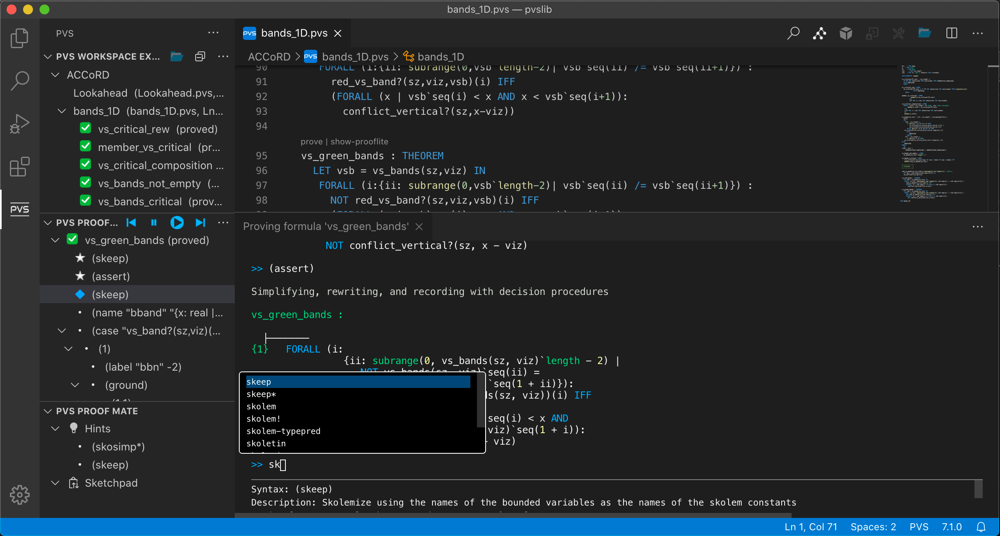 bands_1D.pvs — pvslib
PVS
PVS WORKSPACE EX...
ACCoRD
Lookahead (Lookahead.pvs,...
bands_1D (bands_1D.pvs, Ln...
vs_critical_rew (proved)
member_vs_critical (pr...
vs_critical_composition ...
vs_bands_not_empty (...
vs_bands_critical (prov...
PVS
PVS PROOF...
vs_green_bands (proved)
(skeep)
(assert)
(skeep)
(name "bband" "{x: real |...
(case "vs_band?(sz,viz)(...
(1)
(label "bbn" -2)
(ground)
PVS PROOF MATE
Hints
(skosimp*)
(skeep)
Sketchpad
PVS bands_1D.pvs
ACCoRD > PVS bands_1D.pvs > bands_1D
90 FORALL (i:{ii: subrange(0,vsb`length-2)| vsb`seq(ii) /= vsb`seq(ii+1)}) :
91 red_vs_band?(sz,viz,vsb)(i) IFF
92 (FORALL (x | vsb`seq(i) < x AND x < vsb`seq(i+1)):
93 conflict_vertical?(sz,x-viz))
94
prove | show-prooflite
95 vs_green_bands : THEOREM
96 LET vsb = vs_bands(sz,viz) IN
97 FORALL (i:{ii: subrange(0,vsb`length-2)| vsb`seq(ii) /= vsb`seq(ii+1)}) :
98 NOT red_vs_band?(sz,viz,vsb)(i) IFF
Proving formula 'vs_green_bands'
NOT conflict_vertical?(sz, x - viz)
>> (assert)
Simplifying, rewriting, and recording with decision procedures
vs_green_bands :
{1} FORALL (i:
{ii: subrange(0, vs_bands(sz, viz)`length - 2) |
NOT vs_bands(sz, viz)`seq(ii) =
`seq(1 + ii)}):
(sz, viz))(i) IFF
seq(i) < x AND
viz)`seq(1 + i)):
- viz)
skeep
skeep*
skolem
skolem!
skolem-typepred
skoletin
>> sk
Syntax: (skeep)
Description: Skolemize using the names of the bounded variables as the names of the skolem constants
Ln 1, Col 71 Spaces: 2 PVS 7.1.0